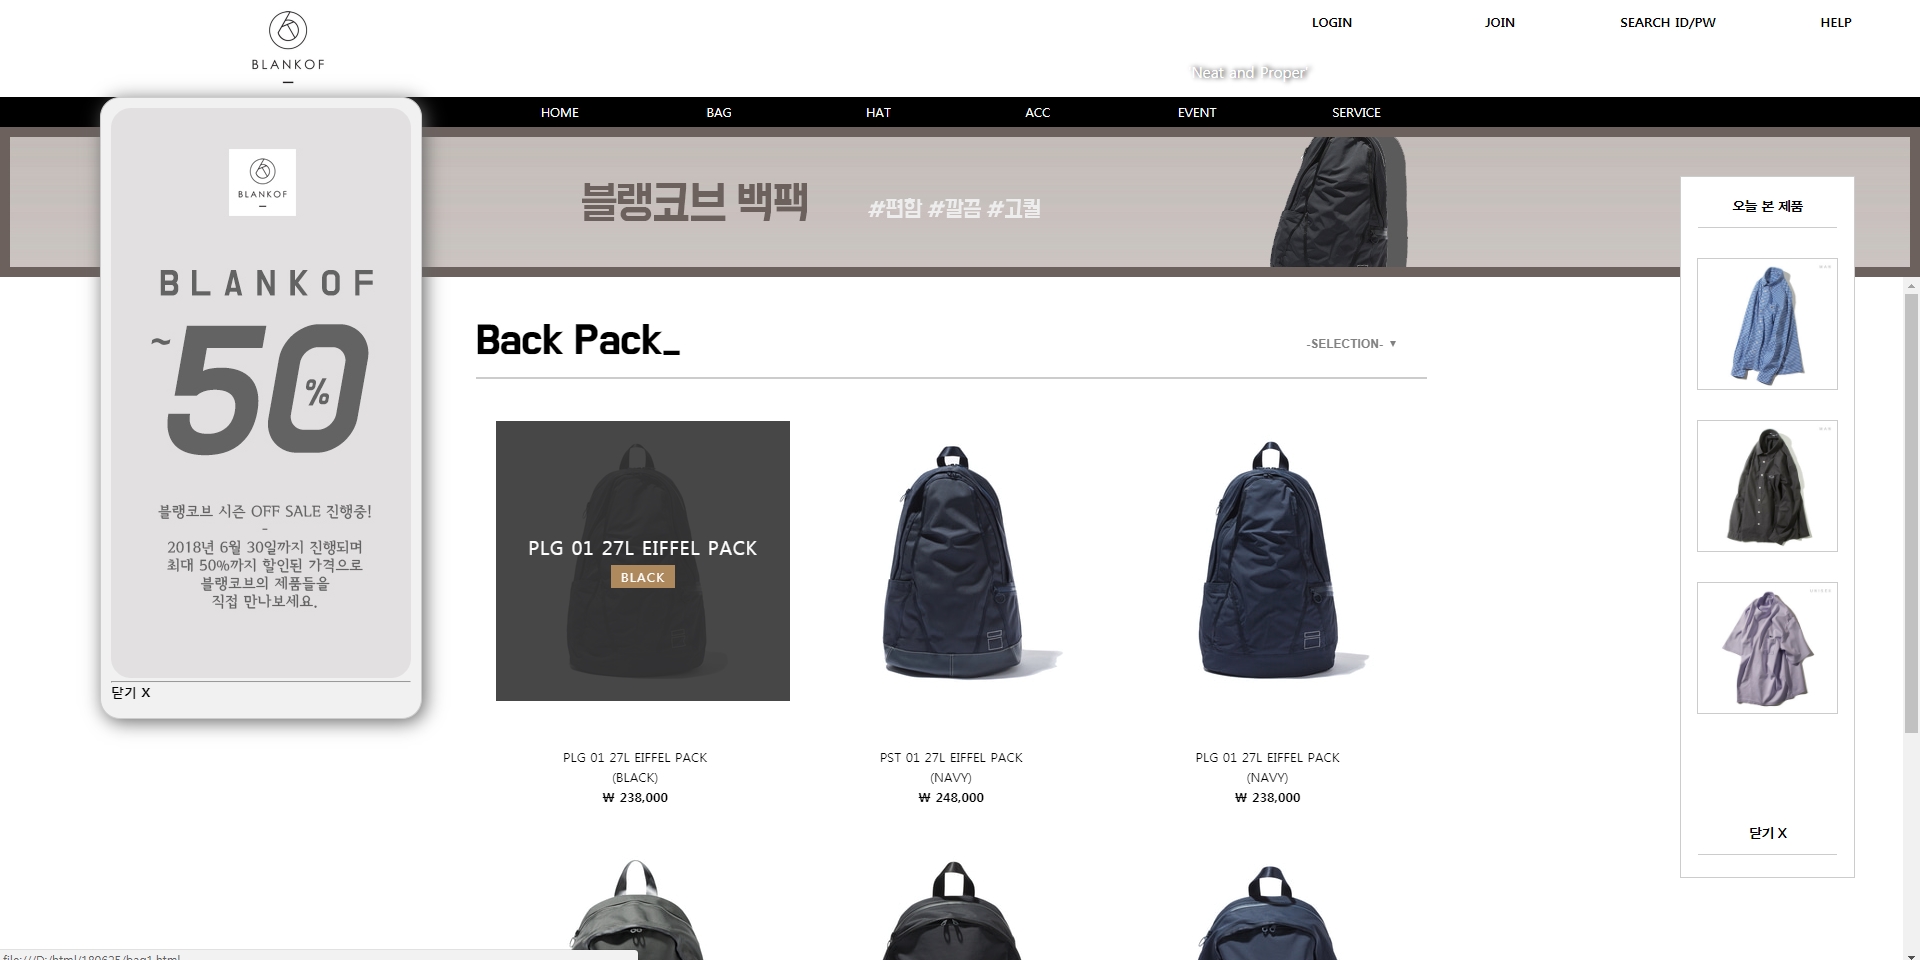 BLANKOF
LOGIN
JOIN
SEARCH ID/PW
HELP
Neat and Proper'
HOME
BAG
HAT
ACC
EVENT
SERVICE
블랭코브 백팩
#편함 #깔끔 #고퀄
BLANKOF
BLANKOF
~50%
블랭코브 시즌 OFF SALE 진행중!
-
2018년 6월 30일까지 진행되며
최대 50%까지 할인된 가격으로
블랭코브의 제품들을
직접 만나보세요.
닫기 X
Back Pack_
-SELECTION- ▼
PLG 01 27L EIFFEL PACK
BLACK
PLG 01 27L EIFFEL PACK
(BLACK)
₩ 238,000
PST 01 27L EIFFEL PACK
(NAVY)
₩ 248,000
PLG 01 27L EIFFEL PACK
(NAVY)
₩ 238,000
오늘 본 제품
닫기 X
file:///D:/html/180625/bag1.html